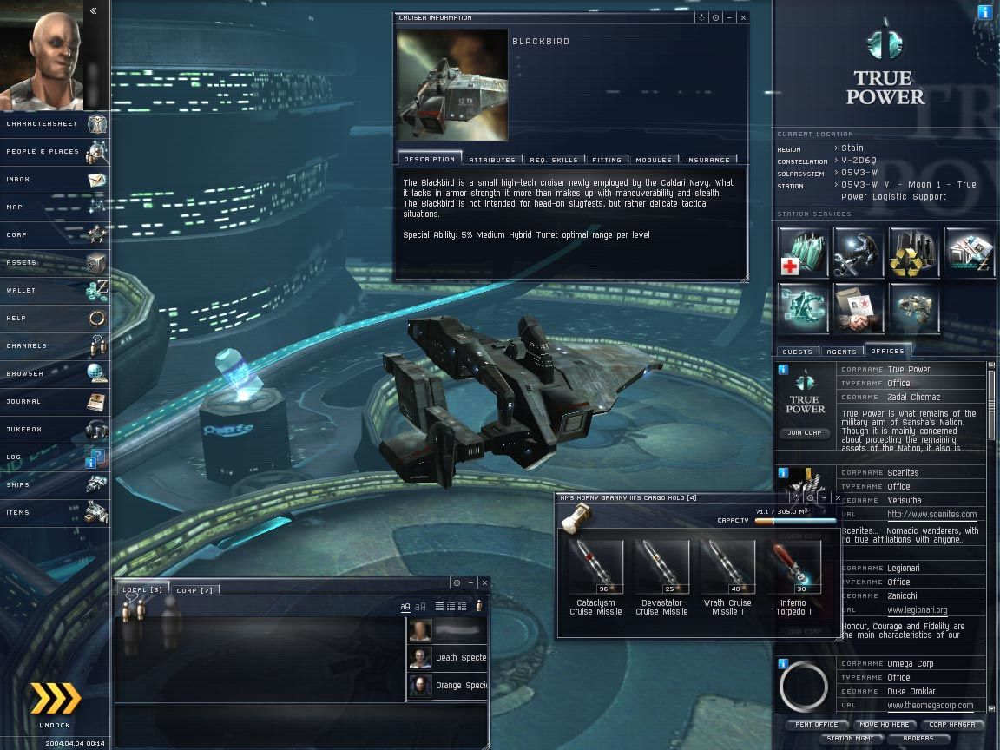 CHARACTERSHEET
PEOPLE & PLACES
INBOX
MAP
CORP
ASSETS
WALLET
HELP
CHANNELS
BROWSER
JOURNAL
JUKEBOX
LOG
SHIPS
ITEMS
UNDOCK
2004.04.04 00:14
CRUISER INFORMATION
BLACKBIRD
DESCRIPTION ATTRIBUTES REQ. SKILLS FITTING MODULES INSURANCE
The Blackbird is a small high-tech cruiser newly employed by the Caldari Navy. What
it lacks in armor strength it more than makes up with maneuverability and stealth.
The Blackbird is not intended for head-on slugfests, but rather delicate tactical
situations.
Special Ability: 5% Medium Hybrid Turret optimal range per level
LOCAL [3] CORP [7]
aA aA
Death Specte
Orange Speci
HMS HORNY GRANNY III'S CARGO HOLD [4]
71.1 / 305.0 M³
CAPACITY
96 25 40 38
Cataclysm
Cruise Missile
Devastator
Cruise Missile
Wrath Cruise
Missile I
Inferno
Torpedo I
TRUE
POWER
CURRENT LOCATION
REGION › Stain
CONSTELLATION › Y-2D6Q
SOLARSYSTEM › O5Y3-W
STATION › O5Y3-W VI - Moon 1 - True
Power Logistic Support
STATION SERVICES
GUESTS AGENTS OFFICES
TRUE
POWER
JOIN CORP
CORPNAME True Power
TYPENAME Office
CEONAME Zadal Chemaz
True Power is what remains of the
military arm of Sansha's Nation.
Though it is mainly concerned
about protecting the remaining
assets of the Nation, it also is
CORPNAME Scenites
TYPENAME Office
CEONAME Verisutha
URL http://www.scenites.com
JOIN CORP
Scenites... Nomadic wanderers, with
no true affiliations with anyone..
CORPNAME Legionari
TYPENAME Office
CEONAME Zanicchi
URL www.legionari.org
JOIN CORP
Honour, Courage and Fidelity are
the main characteristics of our
CORPNAME Omega Corp
TYPENAME Office
CEONAME Duke Droklar
URL www.theomegacorp.com
RENT OFFICE MOVE HQ HERE CORP HANGAR
STATION MGMT. BROKERS